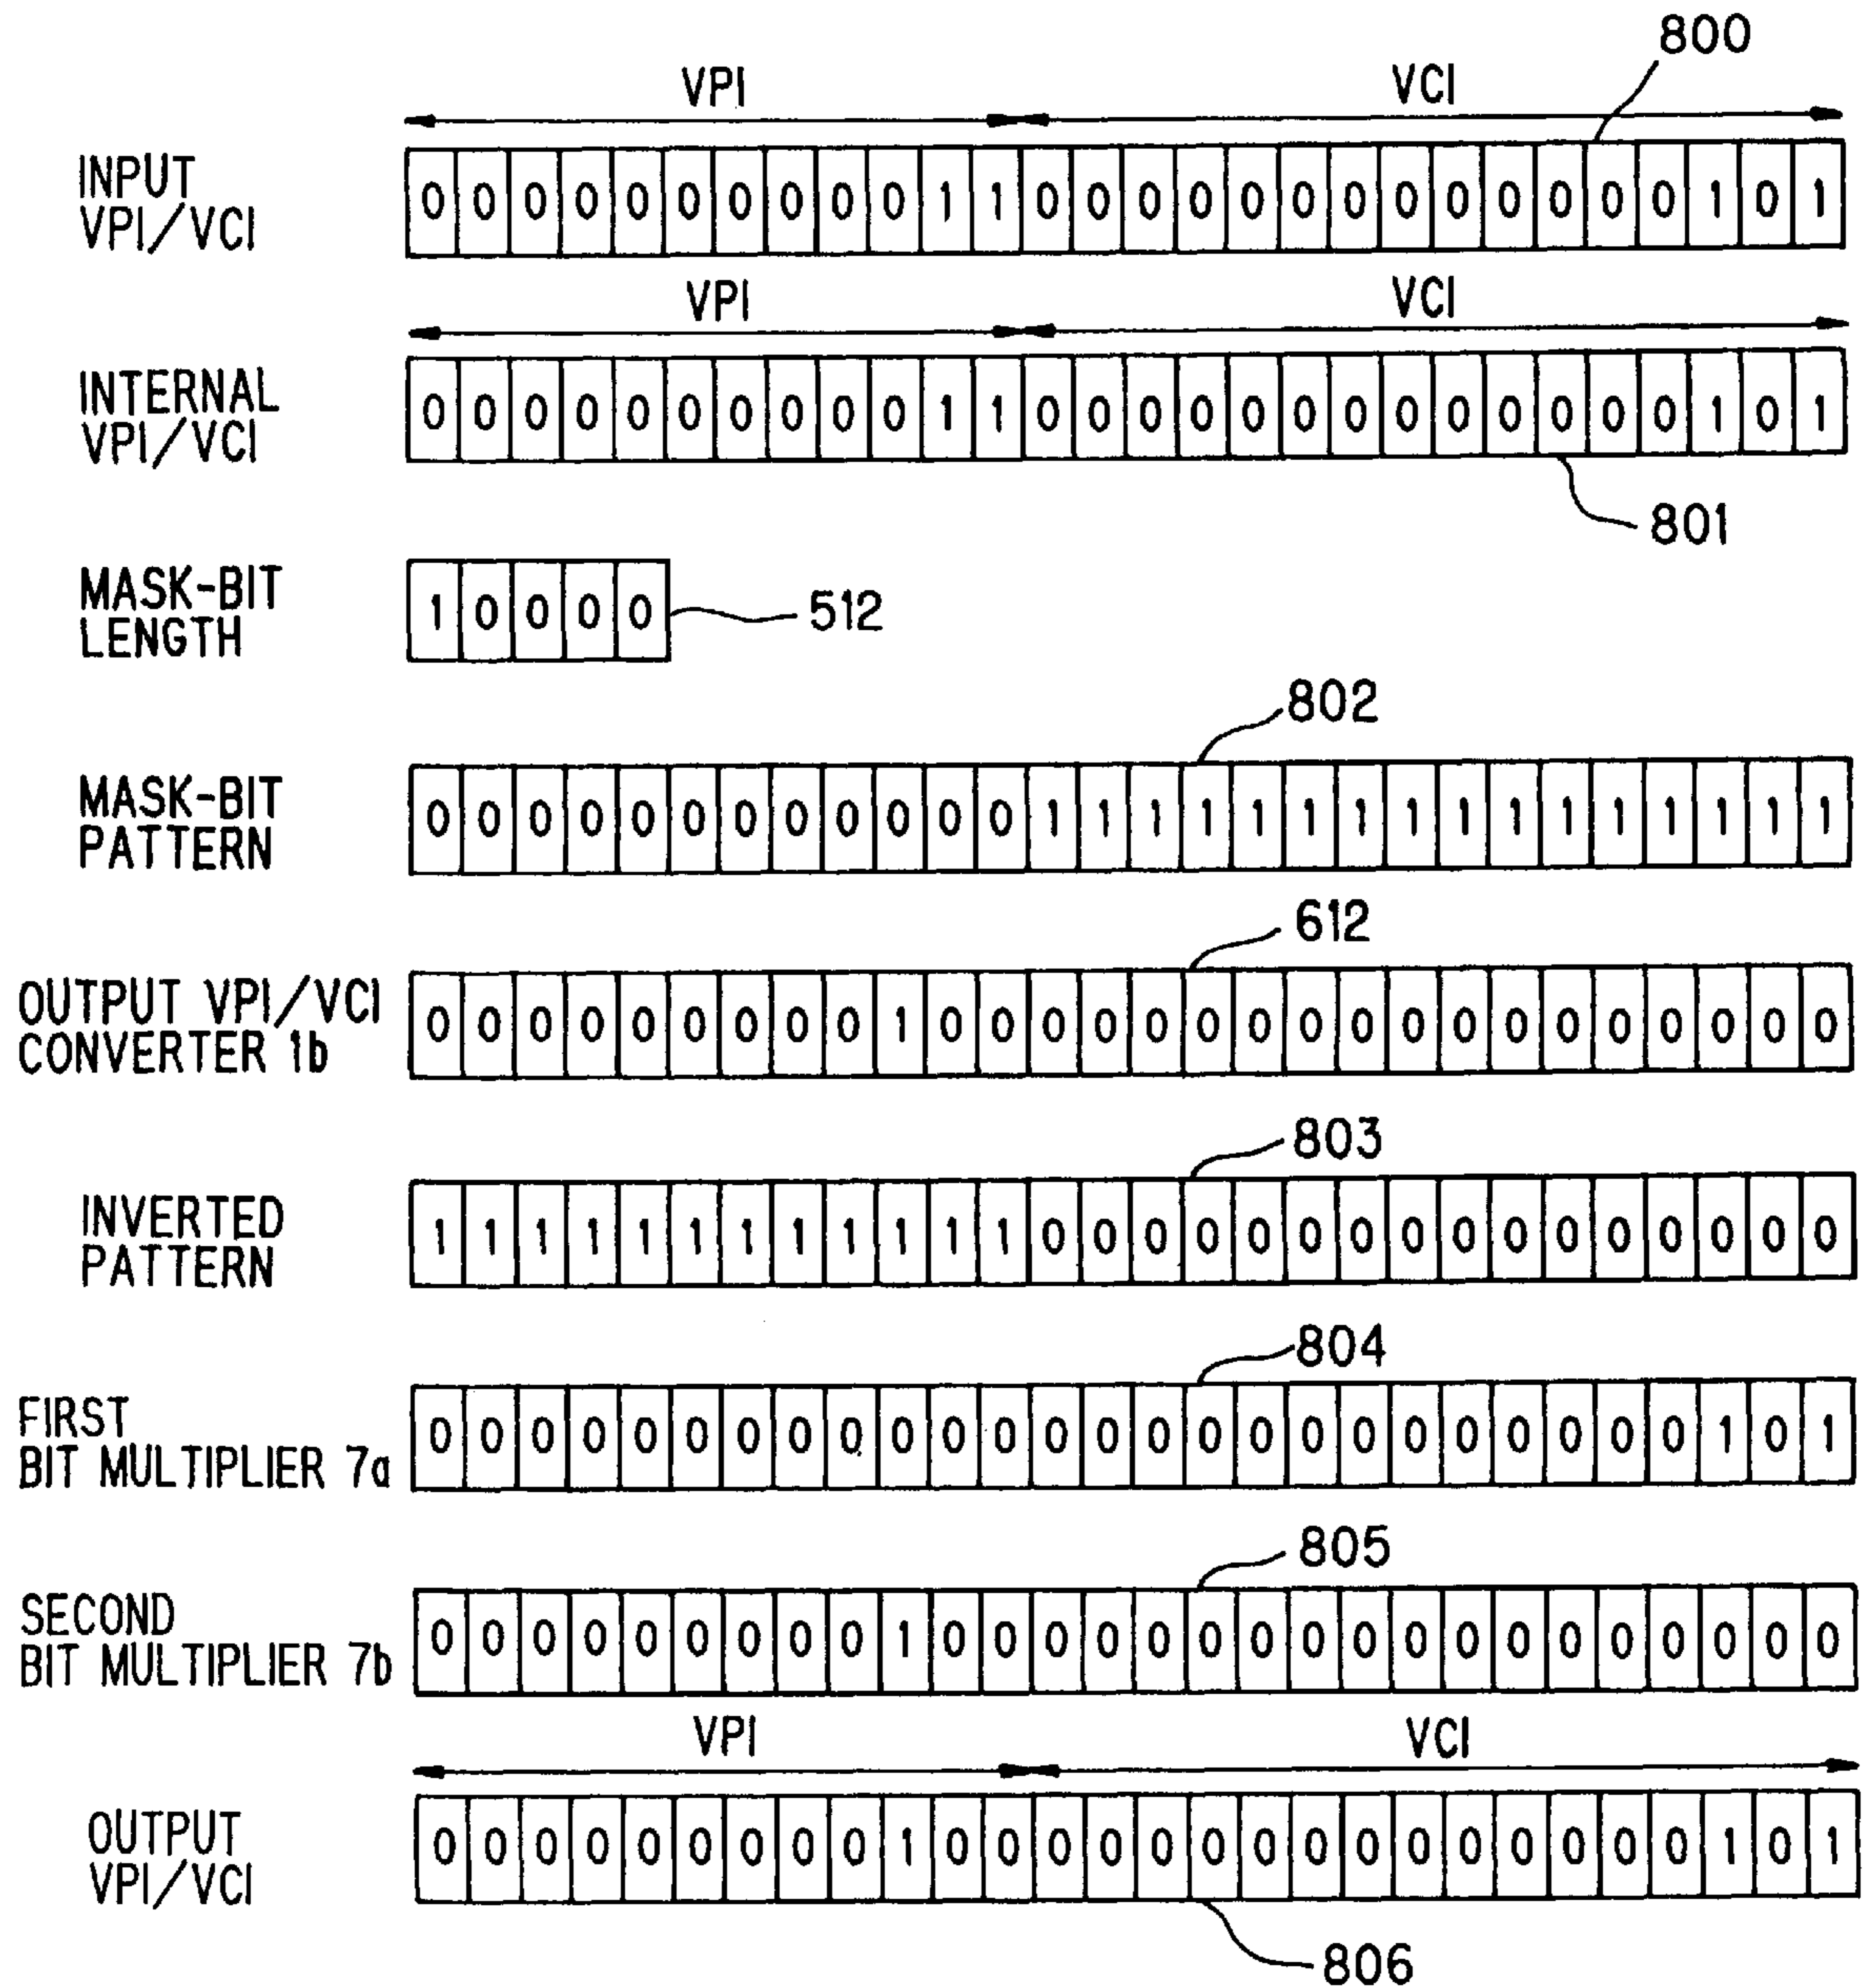 800
VPI VCI
INPUT
VPI/VCI
0 0 0 0 0 0 0 0 0 0 1 1 0 0 0 0 0 0 0 0 0 0 0 0 0 1 0 1
VPI VCI
INTERNAL
VPI/VCI
0 0 0 0 0 0 0 0 0 0 1 1 0 0 0 0 0 0 0 0 0 0 0 0 0 1 0 1
801
MASK-BIT
LENGTH
1 0 0 0 0
512
802
MASK-BIT
PATTERN
0 0 0 0 0 0 0 0 0 0 0 0 1 1 1 1 1 1 1 1 1 1 1 1 1 1 1 1
612
OUTPUT VPI/VCI
CONVERTER 1b
0 0 0 0 0 0 0 0 0 1 0 0 0 0 0 0 0 0 0 0 0 0 0 0 0 0 0 0
803
INVERTED
PATTERN
1 1 1 1 1 1 1 1 1 1 1 1 0 0 0 0 0 0 0 0 0 0 0 0 0 0 0 0
804
FIRST
BIT MULTIPLIER 7a
0 0 0 0 0 0 0 0 0 0 0 0 0 0 0 0 0 0 0 0 0 0 0 0 0 1 0 1
805
SECOND
BIT MULTIPLIER 7b
0 0 0 0 0 0 0 0 0 1 0 0 0 0 0 0 0 0 0 0 0 0 0 0 0 0 0 0
VPI VCI
OUTPUT
VPI/VCI
0 0 0 0 0 0 0 0 0 1 0 0 0 0 0 0 0 0 0 0 0 0 0 0 0 1 0 1
806